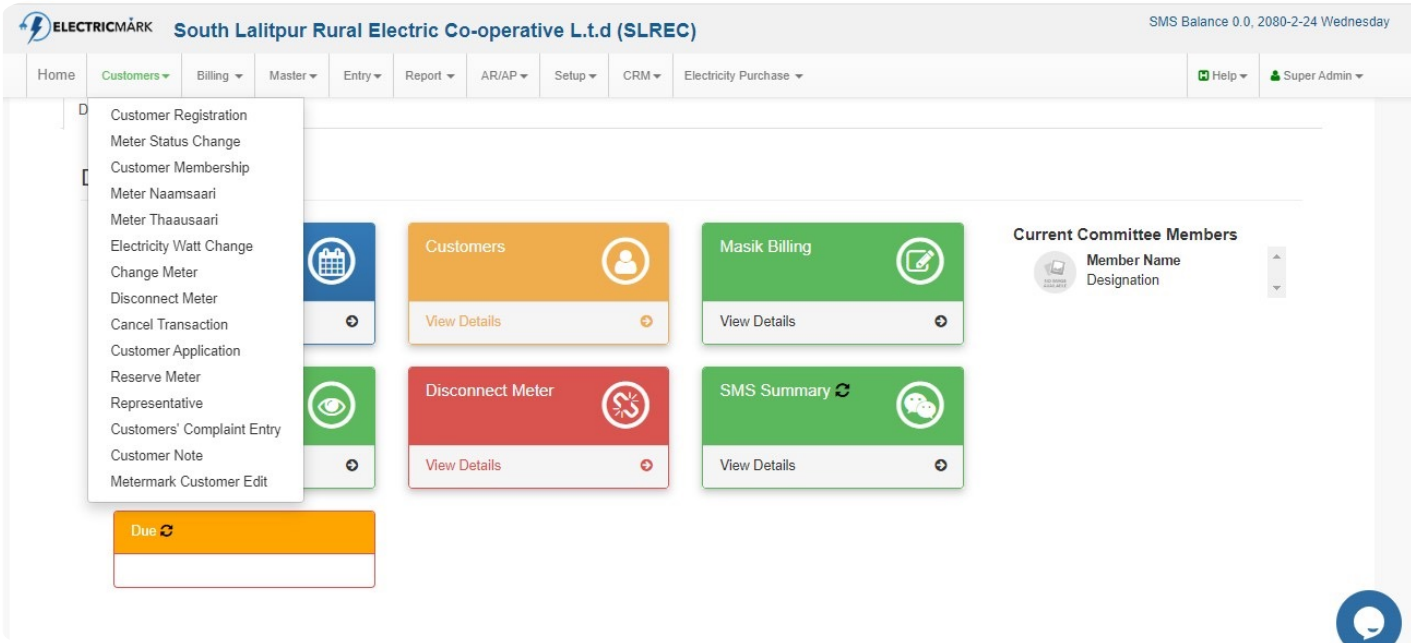 ELECTRICMÀRK
South Lalitpur Rural Electric Co-operative L.t.d (SLREC)
SMS Balance 0.0, 2080-2-24 Wednesday
Home Customers Billing Master Entry Report AR/AP Setup CRM Electricity Purchase Help Super Admin
Customer Registration
Meter Status Change
Customer Membership
Meter Naamsaari
Meter Thaausaari
Electricity Watt Change
Change Meter
Disconnect Meter
Cancel Transaction
Customer Application
Reserve Meter
Representative
Customers' Complaint Entry
Customer Note
Metermark Customer Edit
Customers
View Details
Masik Billing
View Details
Current Committee Members
Member Name
Designation
Disconnect Meter
View Details
SMS Summary
View Details
Due